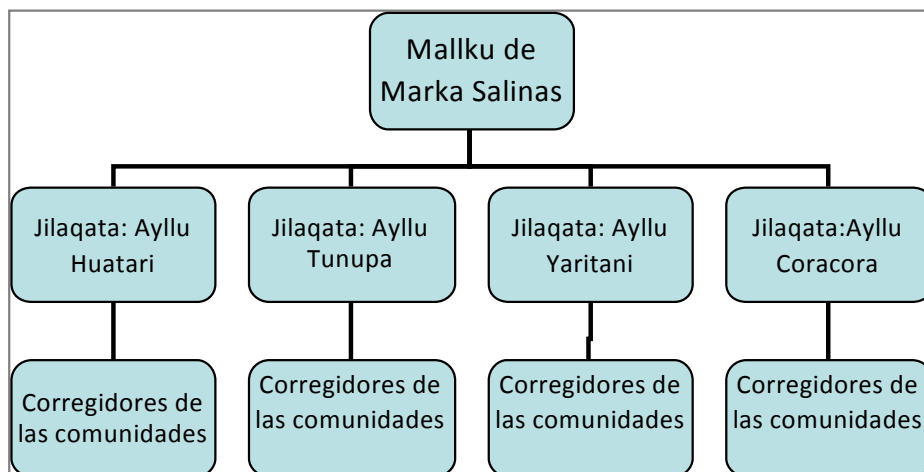 Mallku de
Marka Salinas
Jilaqata: Ayllu
Huatari
Jilaqata: Ayllu
Tunupa
Jilaqata: Ayllu
Yaritani
Jilaqata:Ayllu
Coracora
Corregidores de
las comunidades
Corregidores de
las comunidades
Corregidores de
las comunidades
Corregidores de
las comunidades